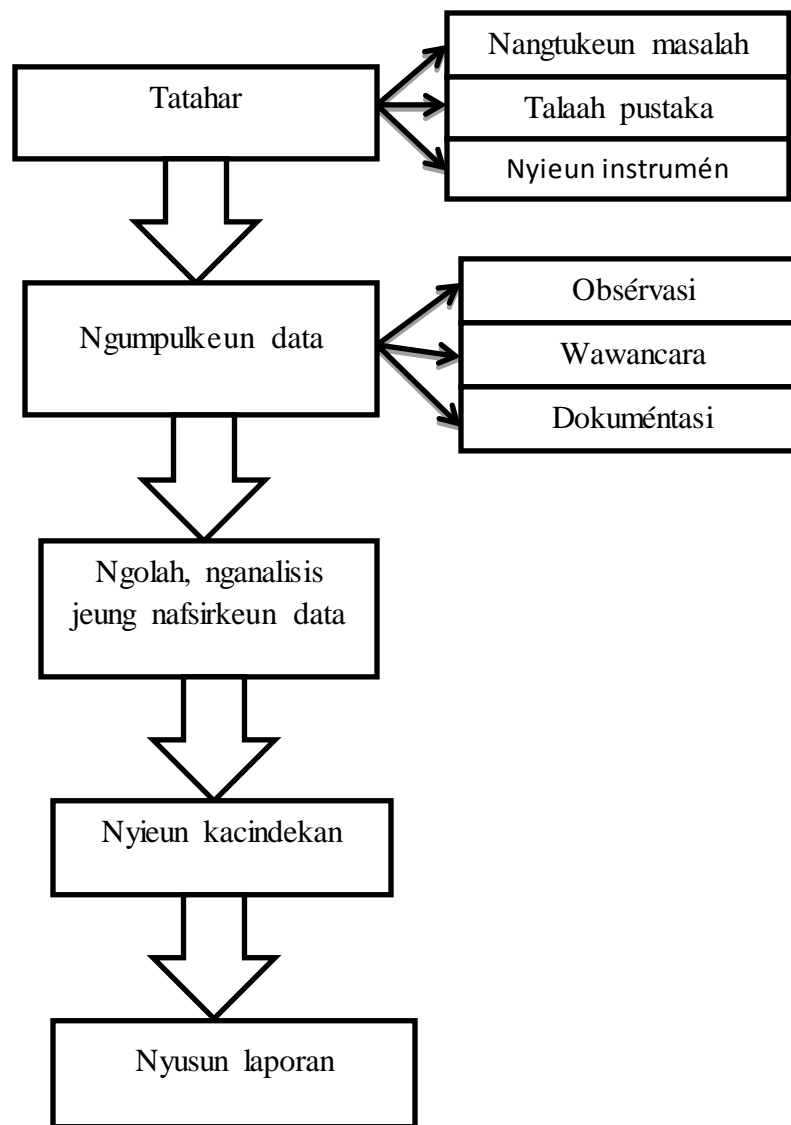 Tatahar
Nangtukeun masalah
Talaah pustaka
Nyieun instrumén
Ngumpulkeun data
Obsérvasi
Wawancara
Dokuméntasi
Ngolah, nganalisis
jeung nafsirkeun data
Nyieun kacindekan
Nyusun laporan